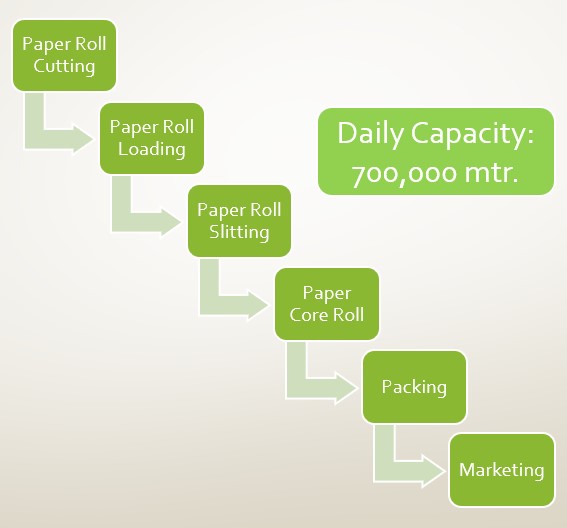 Paper Roll
Cutting
Paper Roll
Loading
Daily Capacity:
700,000 mtr.
Paper Roll
Slitting
Paper
Core Roll
Packing
Marketing